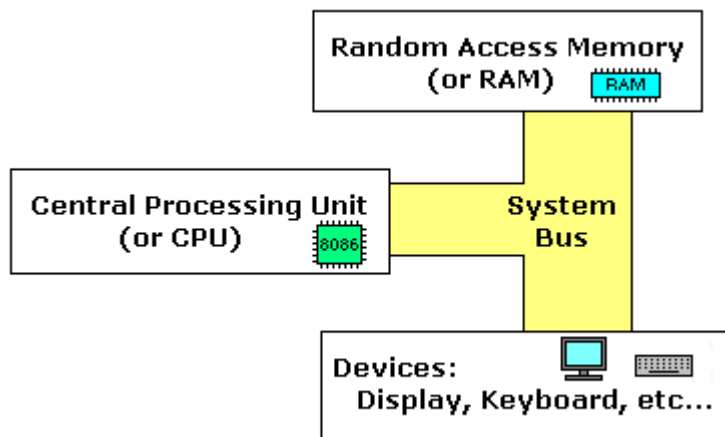 Random Access Memory
(or RAM)
RAM
Central Processing Unit
(or CPU)
8086
System
Bus
Devices:
Display, Keyboard, etc...